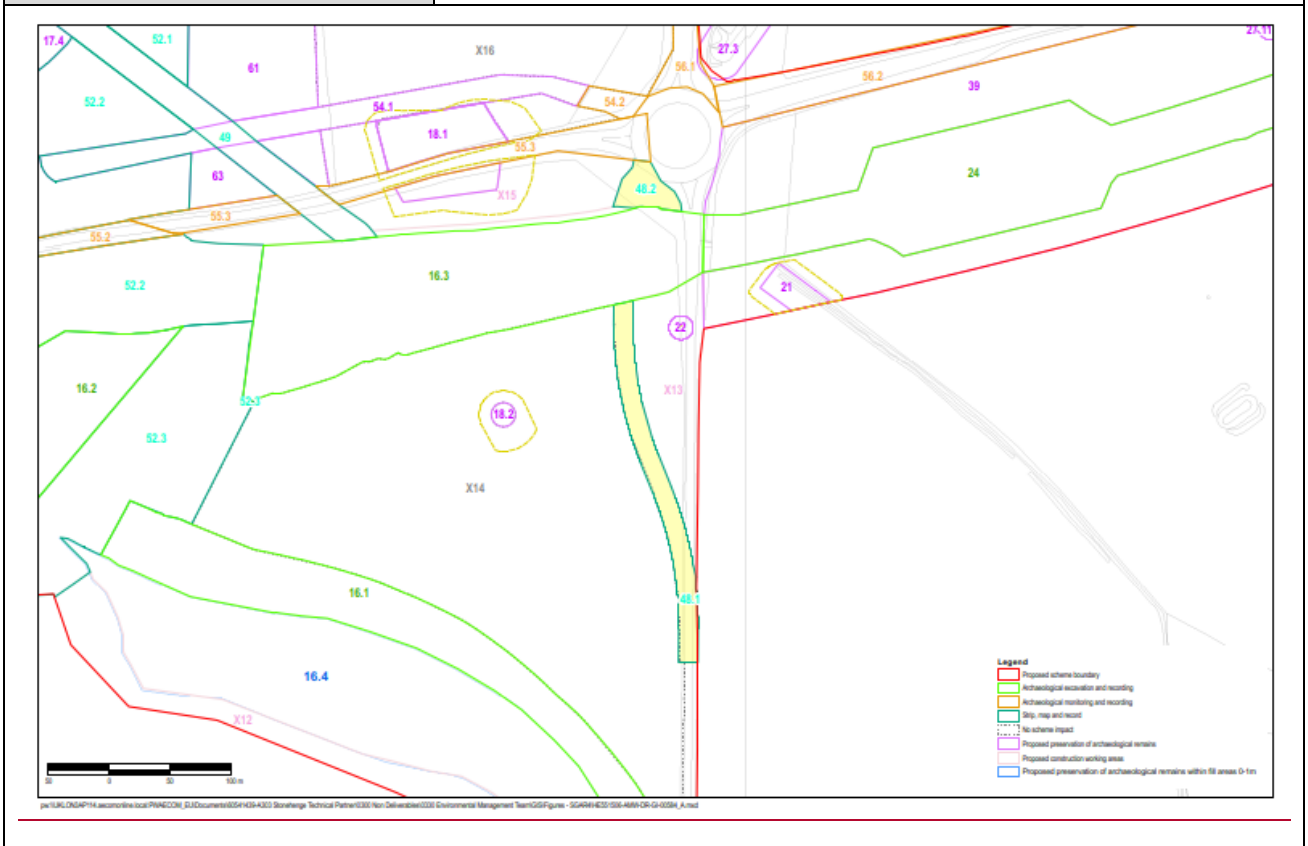 17.4
52.1
61
X16
27.3
27.11
56.1
56.2
39
52.2
54.1
54.2
49
18.1
55.3
24
63
48.2
X15
55.3
55.2
52.2
16.3
21
22
16.2
52.3
X13
18.2
52.3
X14
16.1
48.1
16.4
X12
Legend
Proposed scheme boundary
Archaeological excavation and recording
Archaeological monitoring and recording
Strip, map and record
No scheme impact
Proposed preservation of archaeological remains
Proposed construction working areas
Proposed preservation of archaeological remains within fill areas 0-1m
50 0 50 100 m